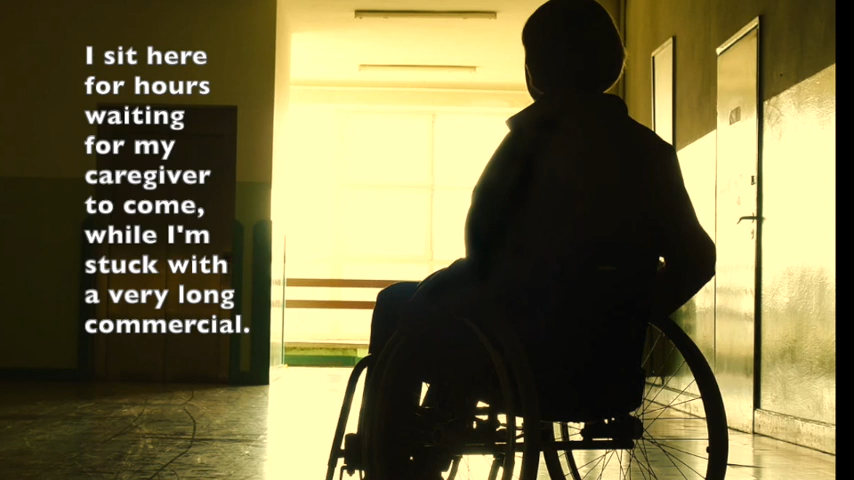 I sit here
for hours
waiting
for my
caregiver
to come,
while I'm
stuck with
a very long
commercial.